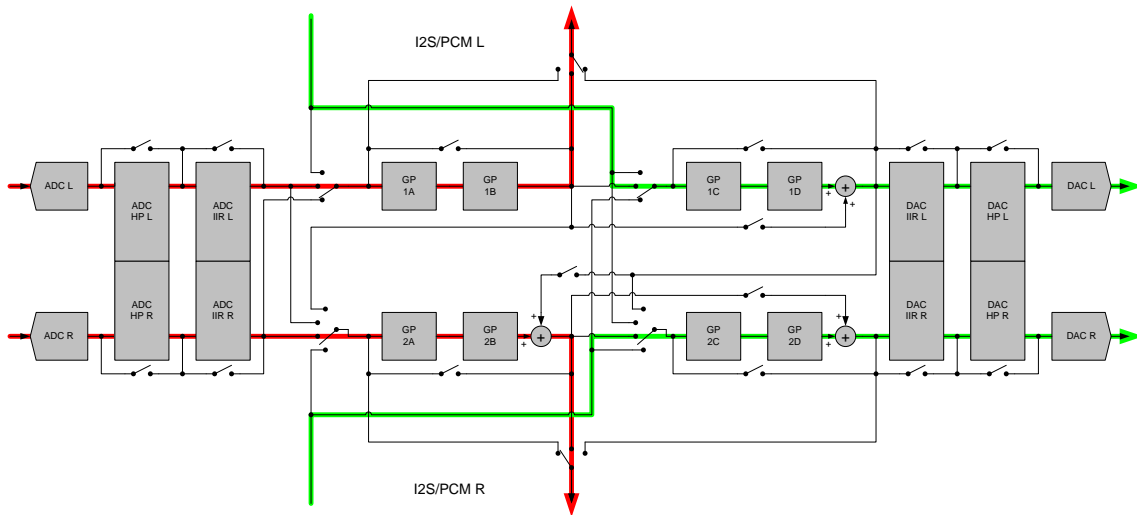 I2S/PCM L
ADC L
ADC
HP L
ADC
IIR L
GP
1A
GP
1B
GP
1C
GP
1D
+
+
+
DAC
IIR L
DAC
HP L
DAC L
ADC R
ADC
HP R
ADC
IIR R
GP
2A
GP
2B
+
+
+
GP
2C
GP
2D
+
+
+
DAC
IIR R
DAC
HP R
DAC R
I2S/PCM R